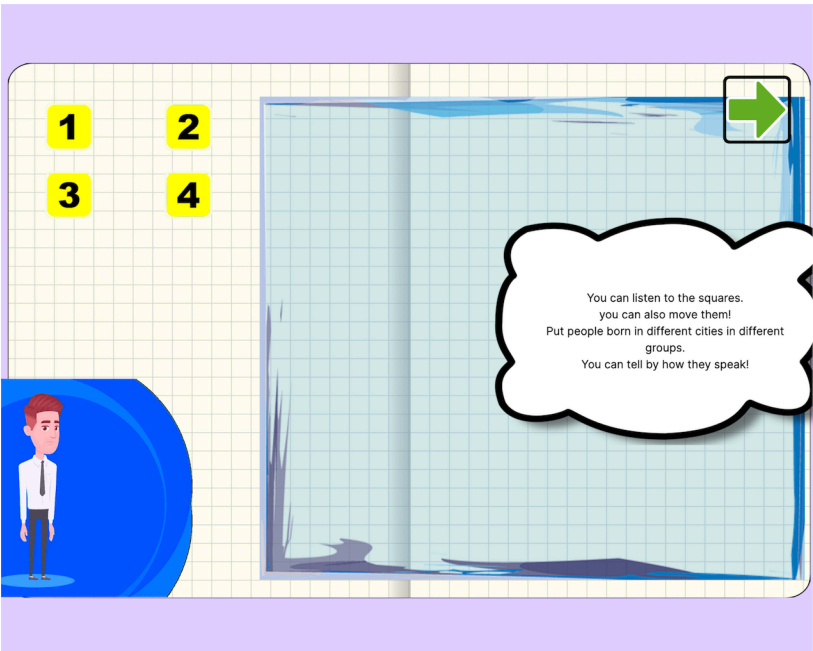 1 2
3 4
You can listen to the squares.
you can also move them!
Put people born in different cities in different
groups.
You can tell by how they speak!